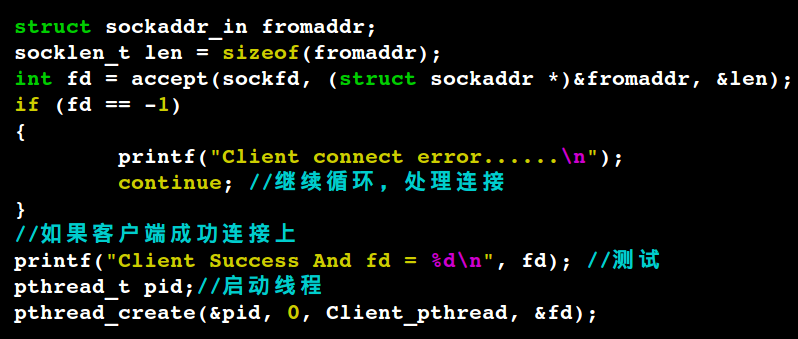 struct sockaddr_in fromaddr;
socklen_t len = sizeof(fromaddr);
int fd = accept(sockfd, (struct sockaddr *)&fromaddr, &len);
if (fd == -1)
{
        printf("Client connect error......\n");
        continue; //继续循环，处理连接
}
//如果客户端成功连接上
printf("Client Success And fd = %d\n", fd); //测试
pthread_t pid;//启动线程
pthread_create(&pid, 0, Client_pthread, &fd);